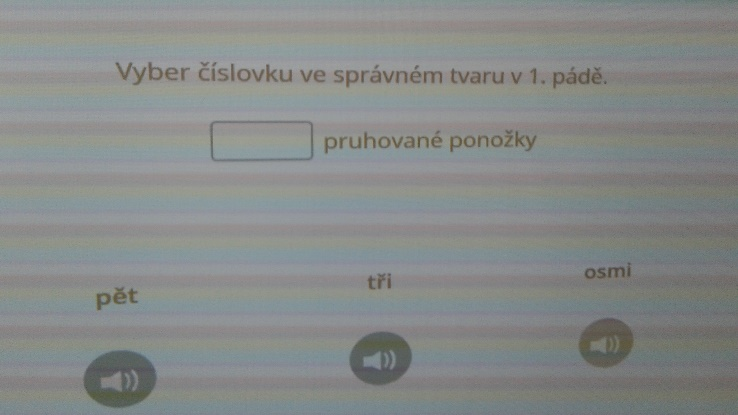 Vyber číslovku ve správném tvaru v 1. pádě.
pruhované ponožky
pět
tři
osmi